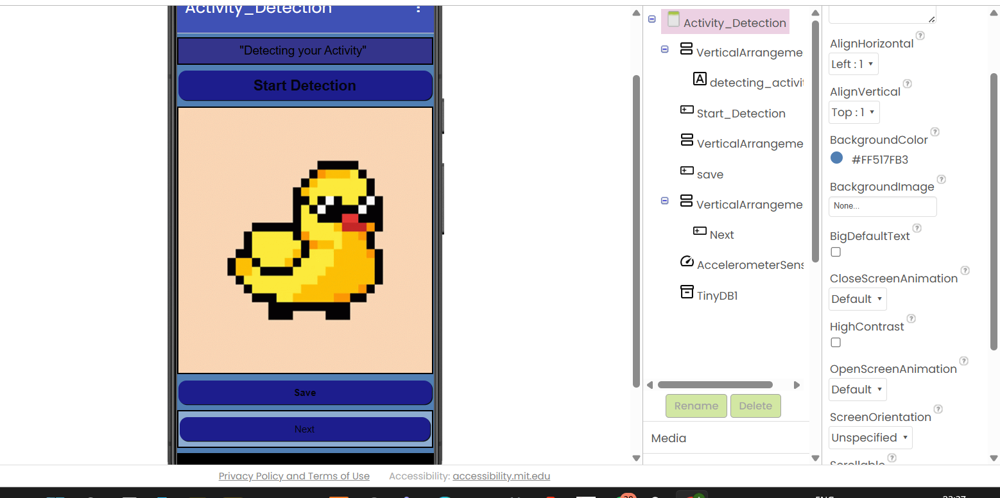 Activity_Detection
"Detecting your Activity"
Start Detection
Save
Next
Activity_Detection
VerticalArrangeme
detecting_activi
Start_Detection
VerticalArrangeme
save
VerticalArrangeme
Next
AccelerometerSens
TinyDB1
Rename Delete
Media
AlignHorizontal ?
Left : 1
AlignVertical ?
Top : 1
BackgroundColor ?
#FF517FB3
BackgroundImage ?
None...
BigDefaultText ?
CloseScreenAnimation ?
Default
HighContrast ?
OpenScreenAnimation ?
Default
ScreenOrientation ?
Unspecified
Scrollable ?
Privacy Policy and Terms of Use Accessibility: accessibility.mit.edu